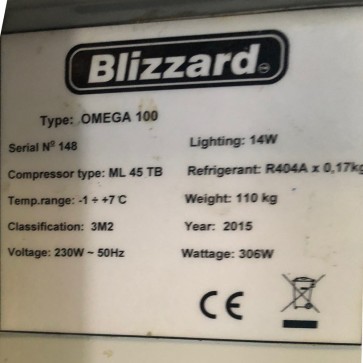 Blizzard
Type: OMEGA 100
Serial Nº 148
Lighting: 14W
Compressor type: ML 45 TB
Refrigerant: R404A x 0,17kg
Temp.range: -1 ÷ +7˚C
Weight: 110 kg
Classification: 3M2
Year: 2015
Voltage: 230W ~ 50Hz
Wattage: 306W
CE